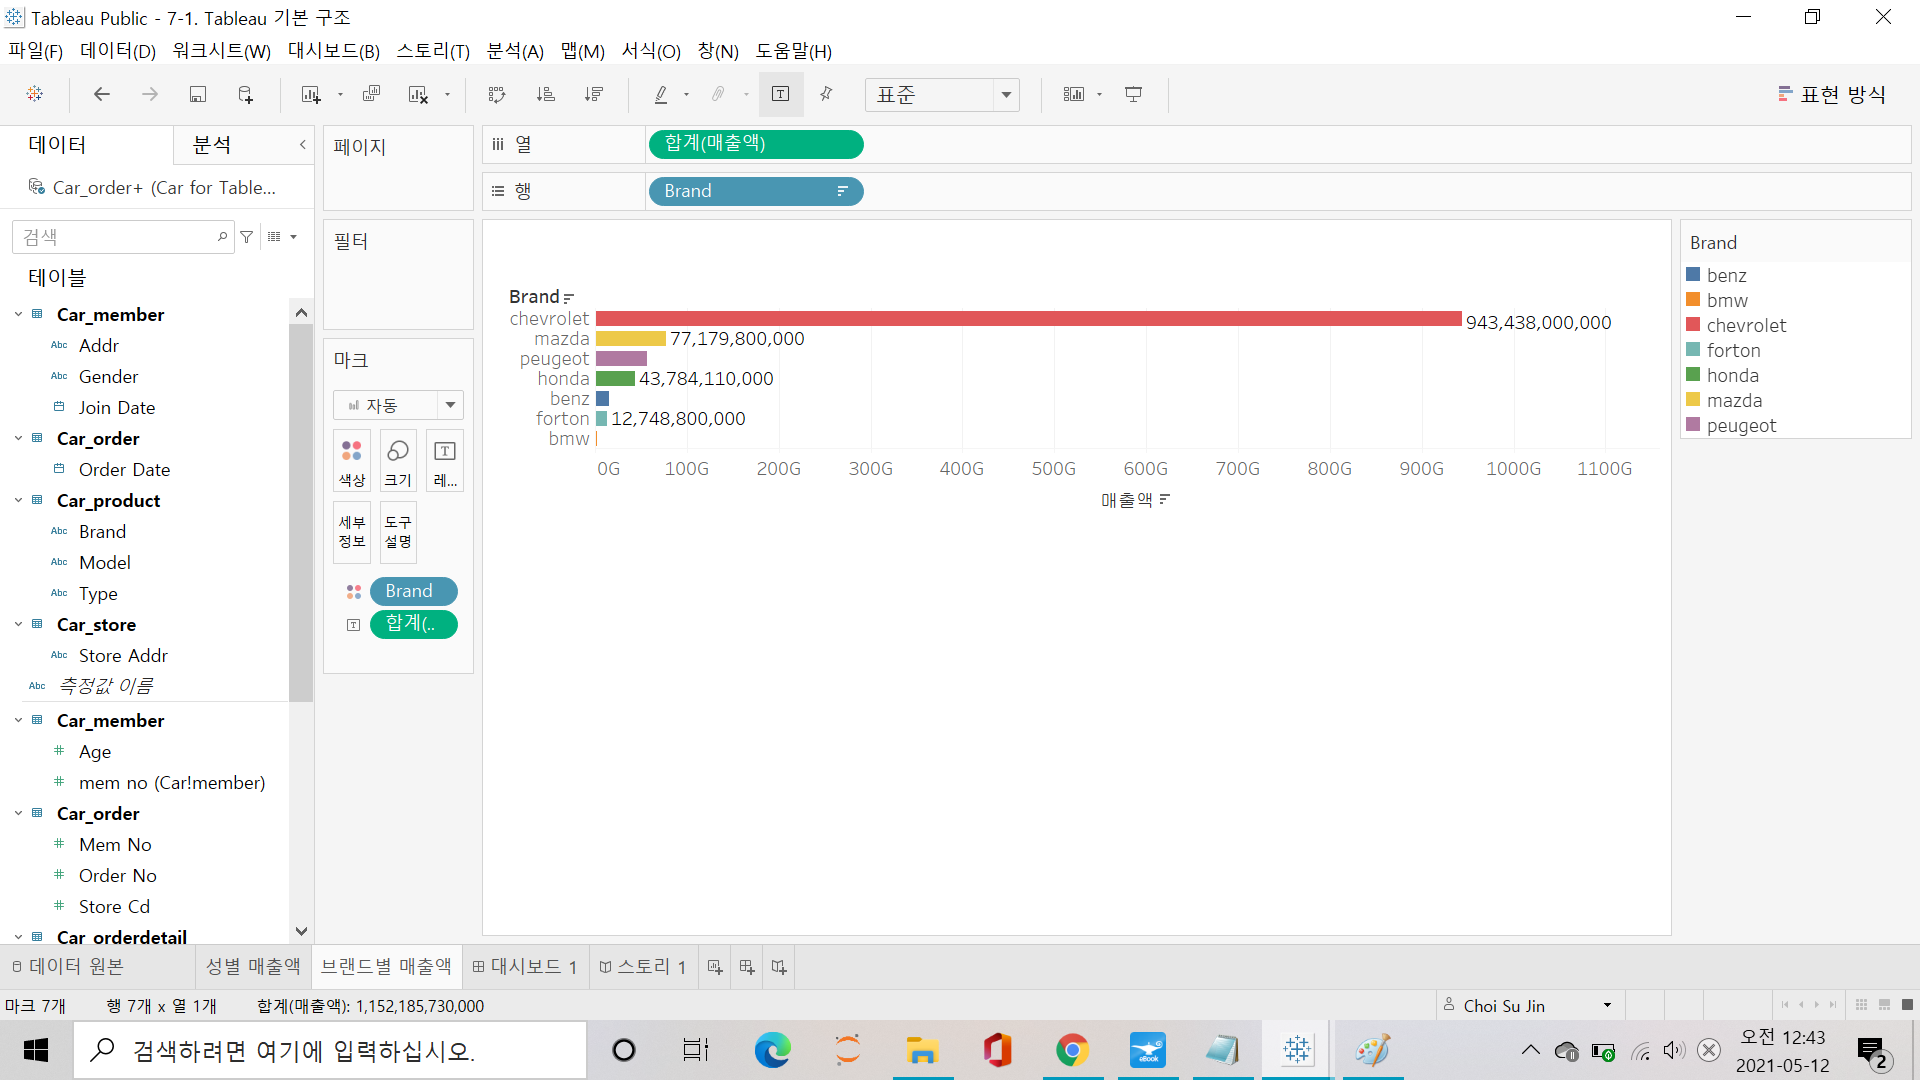 Tableau Public - 7-1. Tableau 기본 구조
파일(F) 데이터(D) 워크시트(W) 대시보드(B) 스토리(T) 분석(A) 맵(M) 서식(O) 창(N) 도움말(H)
표준
표현 방식
데이터 분석
Car_order+ (Car for Table...
검색
테이블
Car_member
Abc Addr
Abc Gender
Join Date
Car_order
Order Date
Car_product
Abc Brand
Abc Model
Abc Type
Car_store
Abc Store Addr
Abc 측정값 이름
Car_member
Age
mem no (Car!member)
Car_order
Mem No
Order No
Store Cd
Car_orderdetail
페이지
필터
마크
자동
색상 크기 레...
세부 정보
도구 설명
Brand
합계(..
열 합계(매출액)
행 Brand
Brand
chevrolet 943,438,000,000
mazda 77,179,800,000
peugeot
honda 43,784,110,000
benz
forton 12,748,800,000
bmw
0G 100G 200G 300G 400G 500G 600G 700G 800G 900G 1000G 1100G
매출액
Brand
benz
bmw
chevrolet
forton
honda
mazda
peugeot
데이터 원본 성별 매출액 브랜드별 매출액 대시보드 1 스토리 1
마크 7개 행 7개 x 열 1개 합계(매출액): 1,152,185,730,000
Choi Su Jin
검색하려면 여기에 입력하십시오.
eBook
오전 12:43
2021-05-12
2